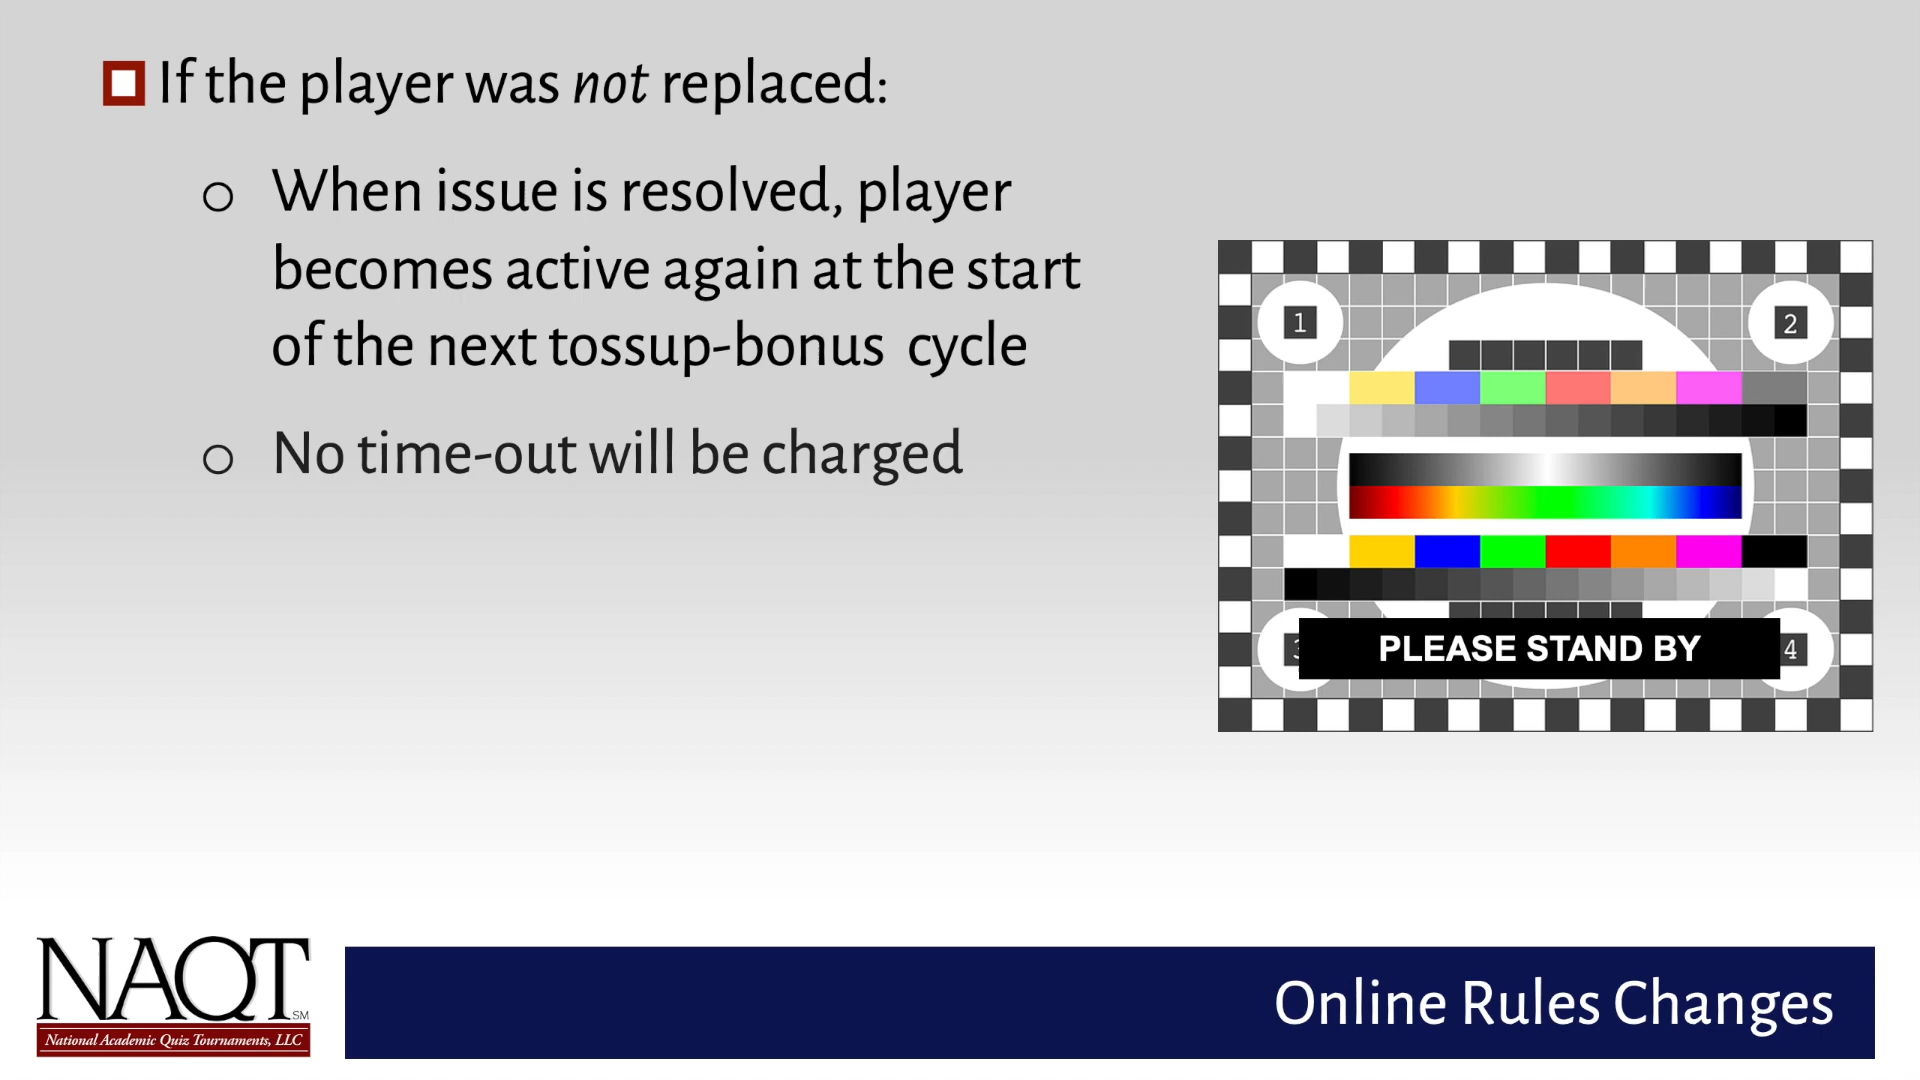 If the player was not replaced:
o When issue is resolved, player
becomes active again at the start
of the next tossup-bonus cycle
o No time-out will be charged
1
2
3
PLEASE STAND BY
4
NAQT SM
National Academic Quiz Tournaments, LLC
Online Rules Changes